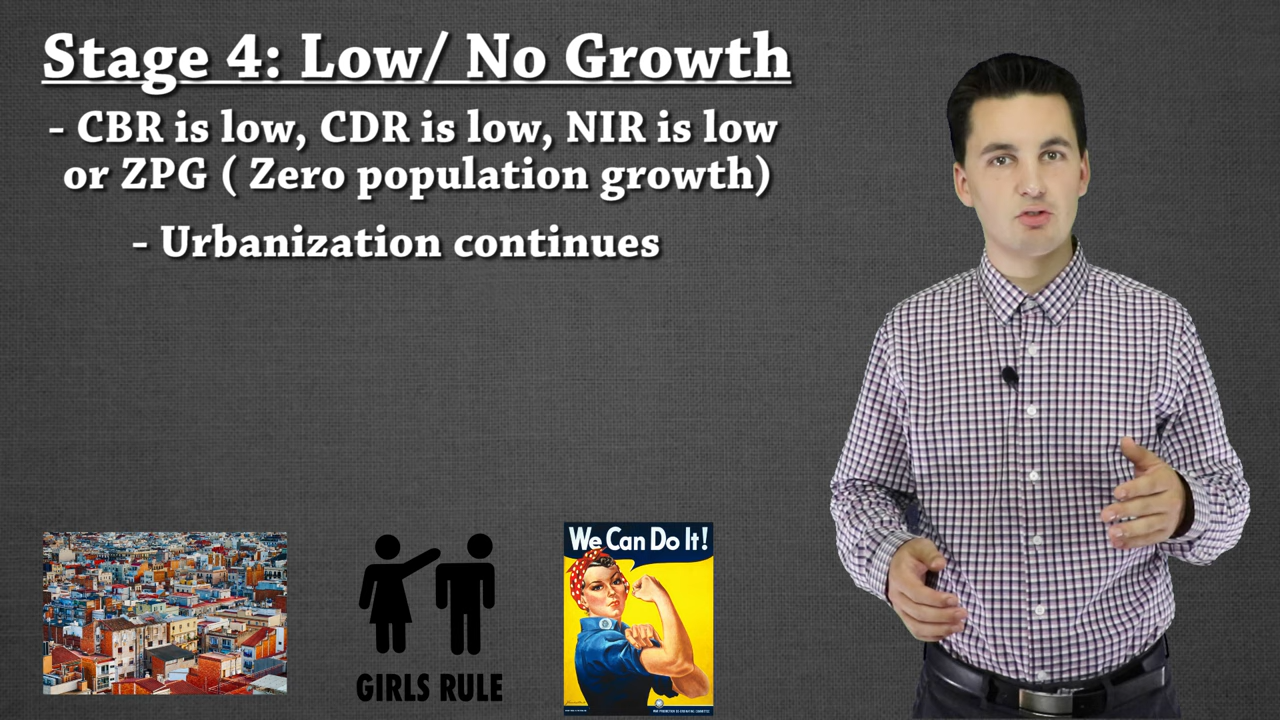 Stage 4: Low/ No Growth
- CBR is low, CDR is low, NIR is low
or ZPG ( Zero population growth)
- Urbanization continues
We Can Do It!
GIRLS RULE